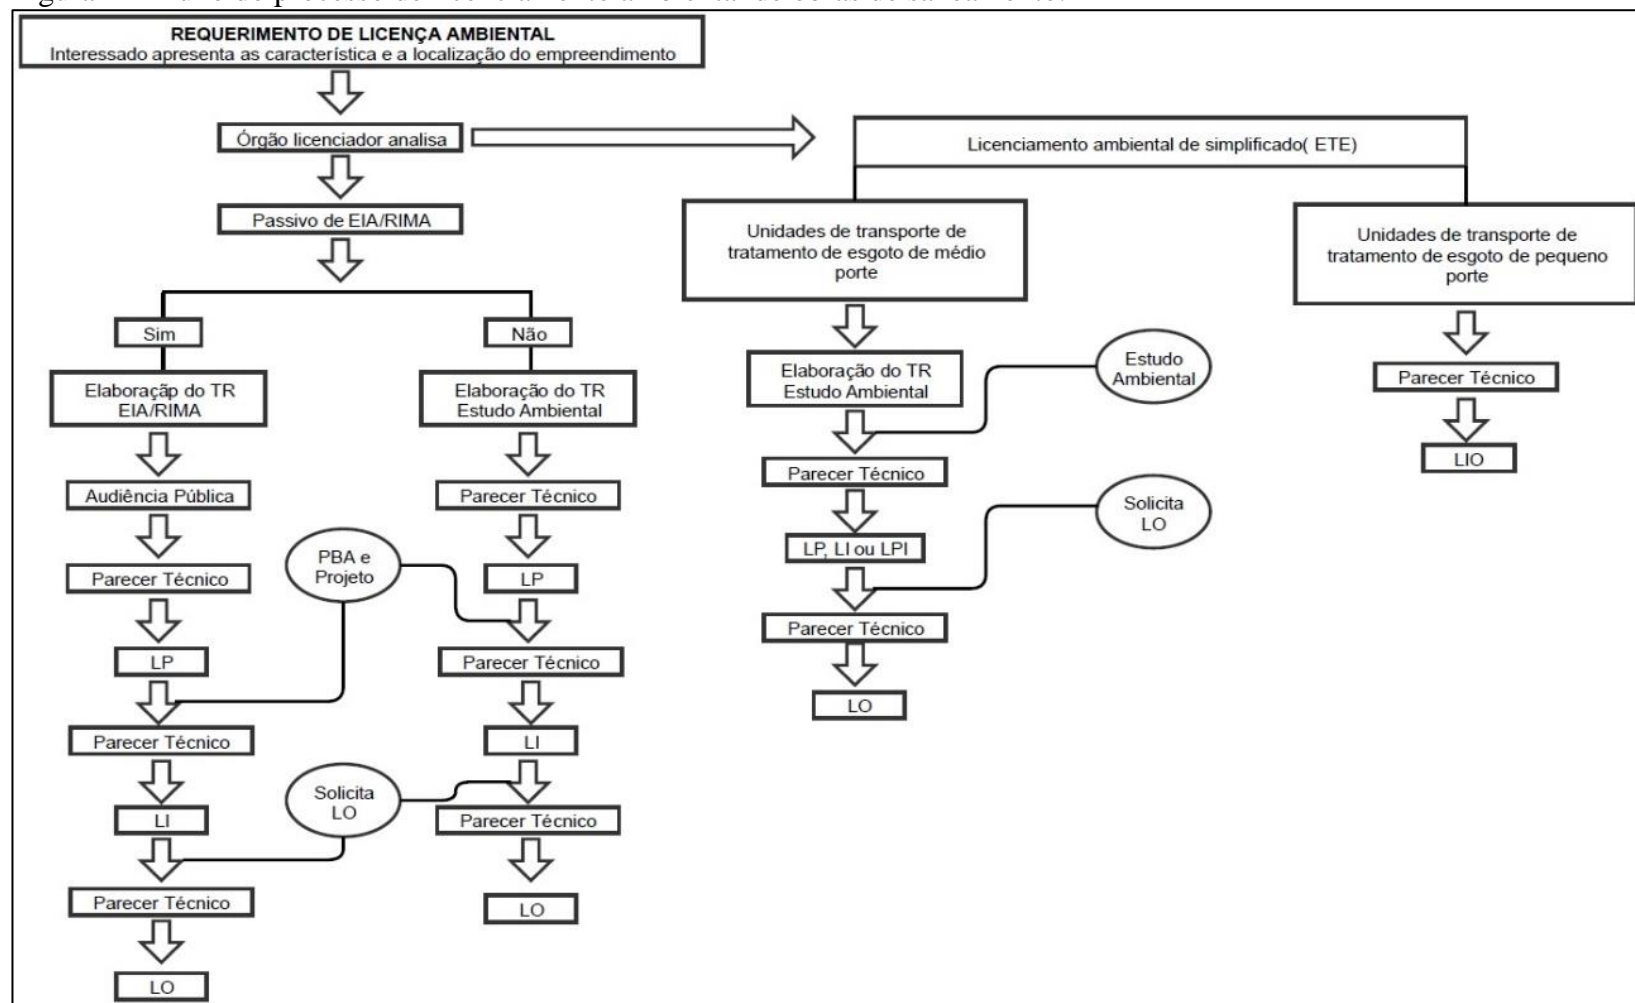 REQUERIMENTO DE LICENÇA AMBIENTAL
Interessado apresenta as característica e a localização do empreendimento
Órgão licenciador analisa
Passivo de EIA/RIMA
Sim
Não
Elaboraçãp do TR
EIA/RIMA
Elaboração do TR
Estudo Ambiental
Audiência Pública
Parecer Técnico
Parecer Técnico
PBA e
Projeto
LP
LP
Parecer Técnico
Parecer Técnico
LI
Solicita
LO
LI
Parecer Técnico
Parecer Técnico
LO
LO
Licenciamento ambiental de simplificado( ETE)
Unidades de transporte de
tratamento de esgoto de médio
porte
Elaboração do TR
Estudo Ambiental
Estudo
Ambiental
Parecer Técnico
LP, LI ou LPI
Solicita
LO
Parecer Técnico
LO
Unidades de transporte de
tratamento de esgoto de pequeno
porte
Parecer Técnico
LIO